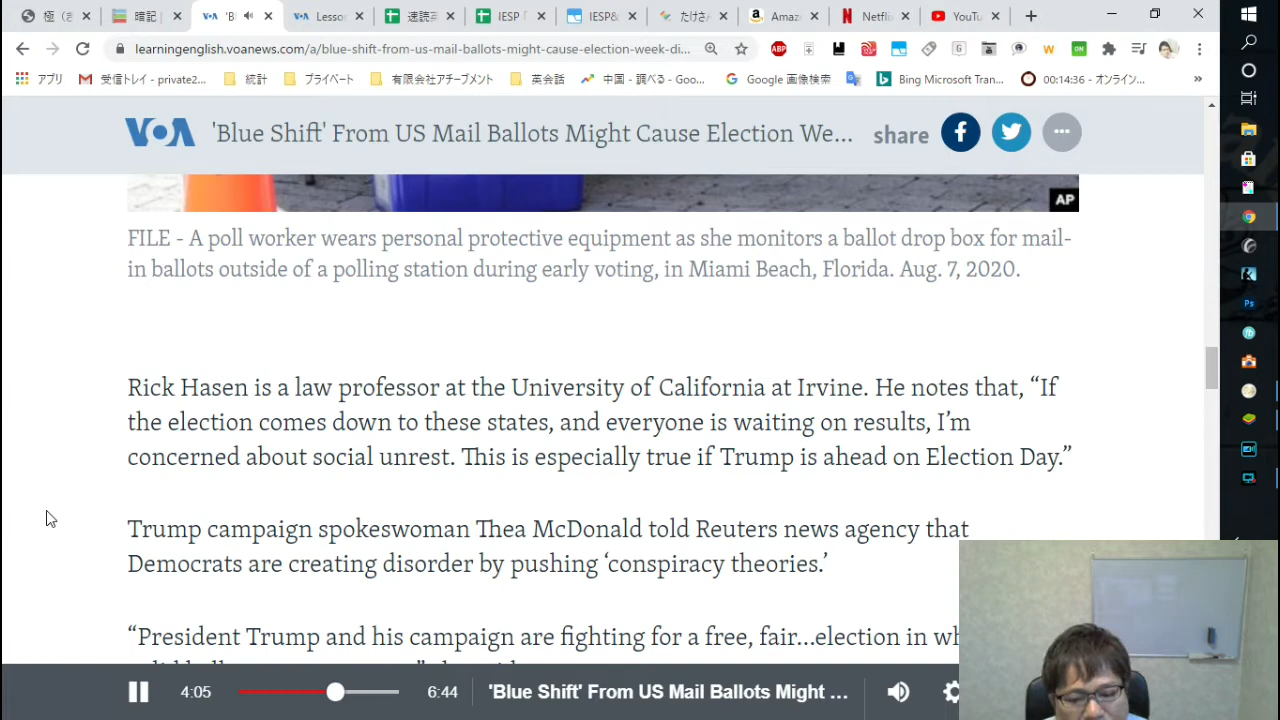 極（き
暗記 |
'B
Lesso
速読三
IESP「
IESP&
たけさ/
Amaz
Netfli
YouTu
learningenglish.voanews.com/a/blue-shift-from-us-mail-ballots-might-cause-election-week-di...
アプリ
受信トレイ - private2...
統計
プライベート
有限会社アチーブメント
英会話
中国 - 調べる - Goo...
Google 画像検索
Bing Microsoft Tran...
00:14:36 - オンライン...
»
VOA
'Blue Shift' From US Mail Ballots Might Cause Election We...
share
AP
FILE - A poll worker wears personal protective equipment as she monitors a ballot drop box for mail-
in ballots outside of a polling station during early voting, in Miami Beach, Florida. Aug. 7, 2020.
Rick Hasen is a law professor at the University of California at Irvine. He notes that, “If
the election comes down to these states, and everyone is waiting on results, I’m
concerned about social unrest. This is especially true if Trump is ahead on Election Day.”
Trump campaign spokeswoman Thea McDonald told Reuters news agency that
Democrats are creating disorder by pushing ‘conspiracy theories.’
“President Trump and his campaign are fighting for a free, fair...election in wh
4:05
6:44
'Blue Shift' From US Mail Ballots Might ...